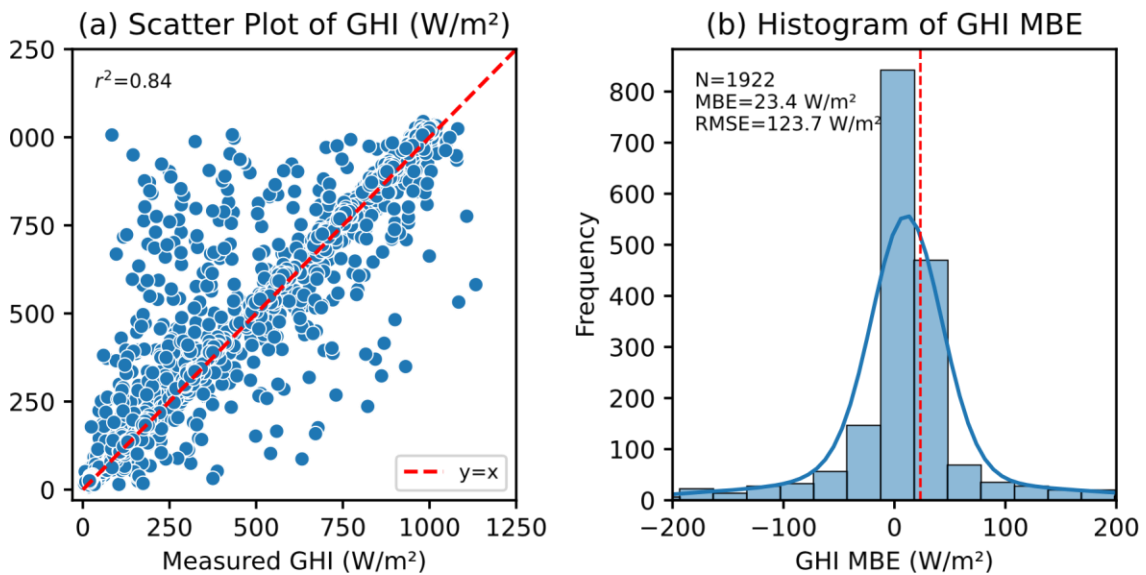 (a) Scatter Plot of GHI (W/m²)
r²=0.84
250
000
750
500
250
0
0 250 500 750 1000 1250
Measured GHI (W/m²)
y=x
(b) Histogram of GHI MBE
N=1922
MBE=23.4 W/m²
RMSE=123.7 W/m²
Frequency
800
700
600
500
400
300
200
100
0
−200 −100 0 100 200
GHI MBE (W/m²)